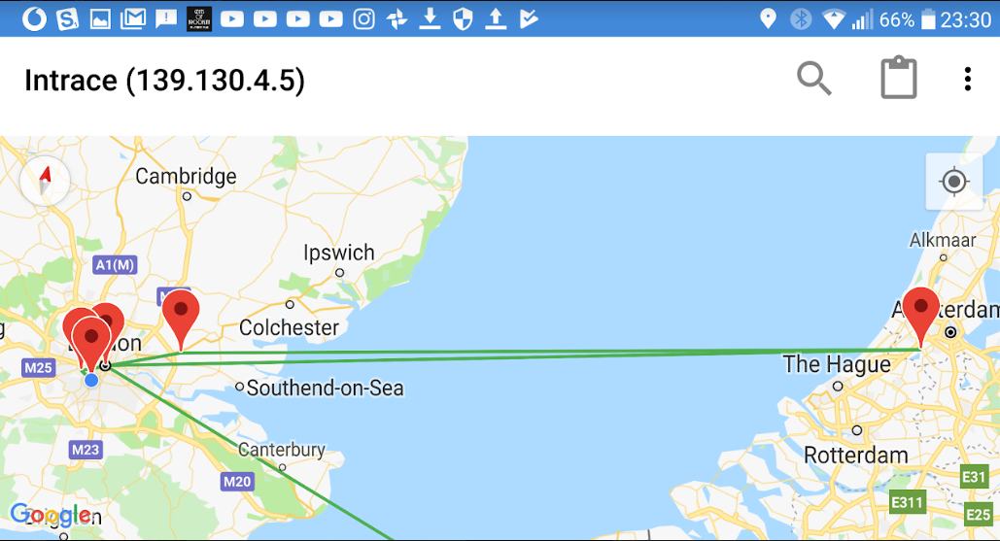 66% 23:30
Intrace (139.130.4.5)
Cambridge
Alkmaar
Ipswich
A1(M)
Colchester
M25
The Hague
Southend-on-Sea
M23
Canterbury
Rotterdam
M20
E31
E311
E25
Google